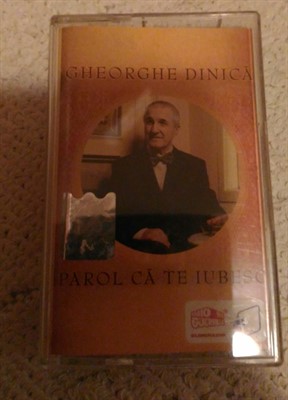 GHEORGHE DINICĂ
PAROL CĂ TE IUBESC